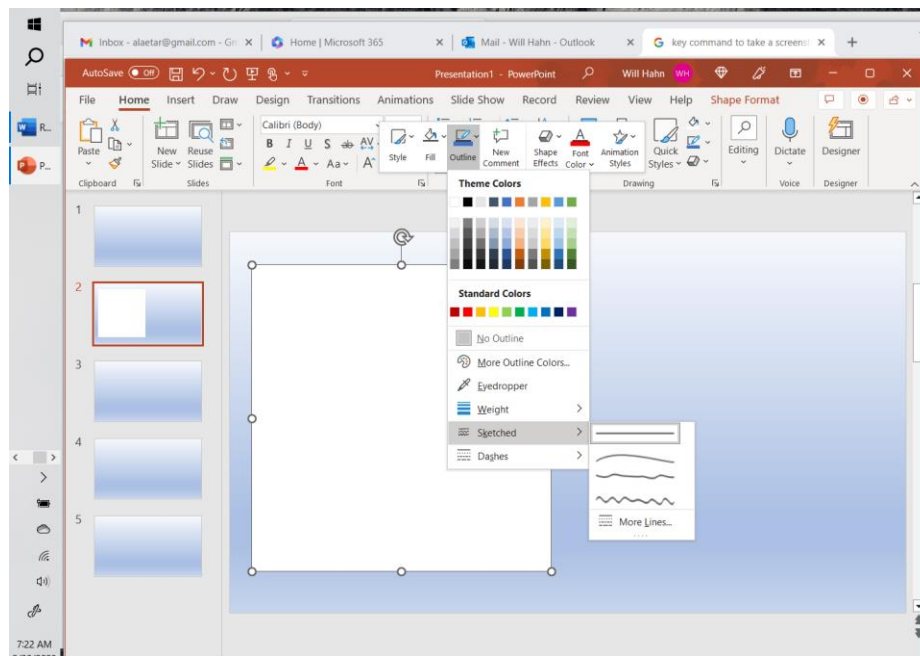 Inbox - alaetar@gmail.com - Gm
Home | Microsoft 365
Mail - Will Hahn - Outlook
key command to take a screens
AutoSave Off
Presentation1 - PowerPoint
Will Hahn WH
File Home Insert Draw Design Transitions Animations Slide Show Record Review View Help Shape Format
R...
P...
Calibri (Body)
B I U S ab AV
A Aa A
Paste
New Slide
Reuse Slides
Style Fill Outline New Comment Shape Effects Font Color Animation Styles
Quick Styles
Editing
Dictate
Designer
Clipboard Slides Font Drawing Voice Designer
1
2
3
4
5
Theme Colors
Standard Colors
No Outline
More Outline Colors...
Eyedropper
Weight
Sketched
Dashes
More Lines...
7:22 AM